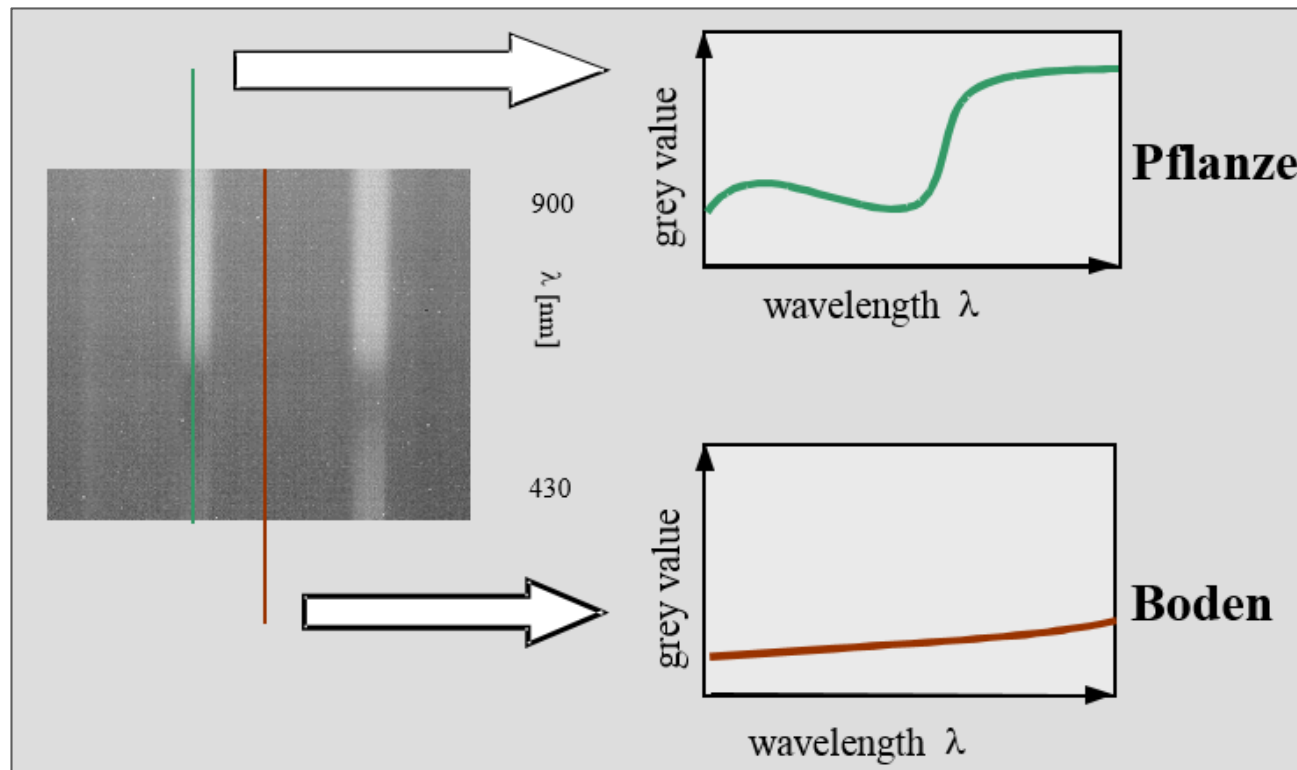 grey value
wavelength λ
Pflanze
900
λ [nm]
430
grey value
wavelength λ
Boden